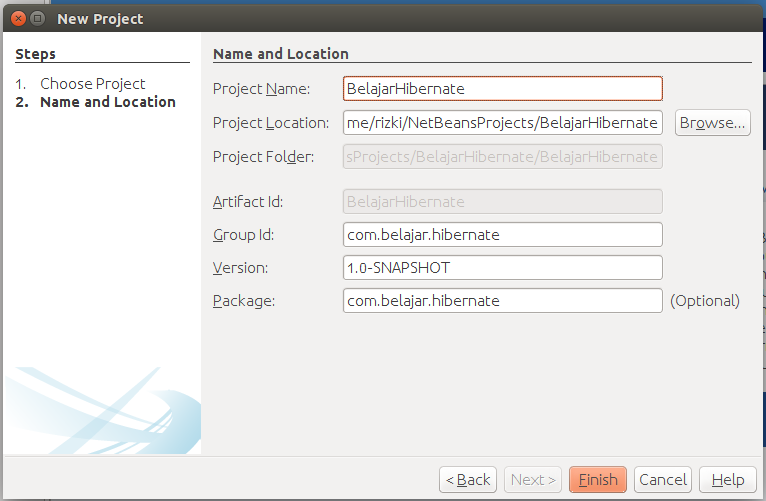 New Project
Steps
1. Choose Project
2. Name and Location
Name and Location
Project Name: BelajarHibernate
Project Location: me/rizki/NetBeansProjects/BelajarHibernate Browse...
Project Folder: sProjects/BelajarHibernate/BelajarHibernate
Artifact Id: BelajarHibernate
Group Id: com.belajar.hibernate
Version: 1.0-SNAPSHOT
Package: com.belajar.hibernate (Optional)
< Back Next > Finish Cancel Help